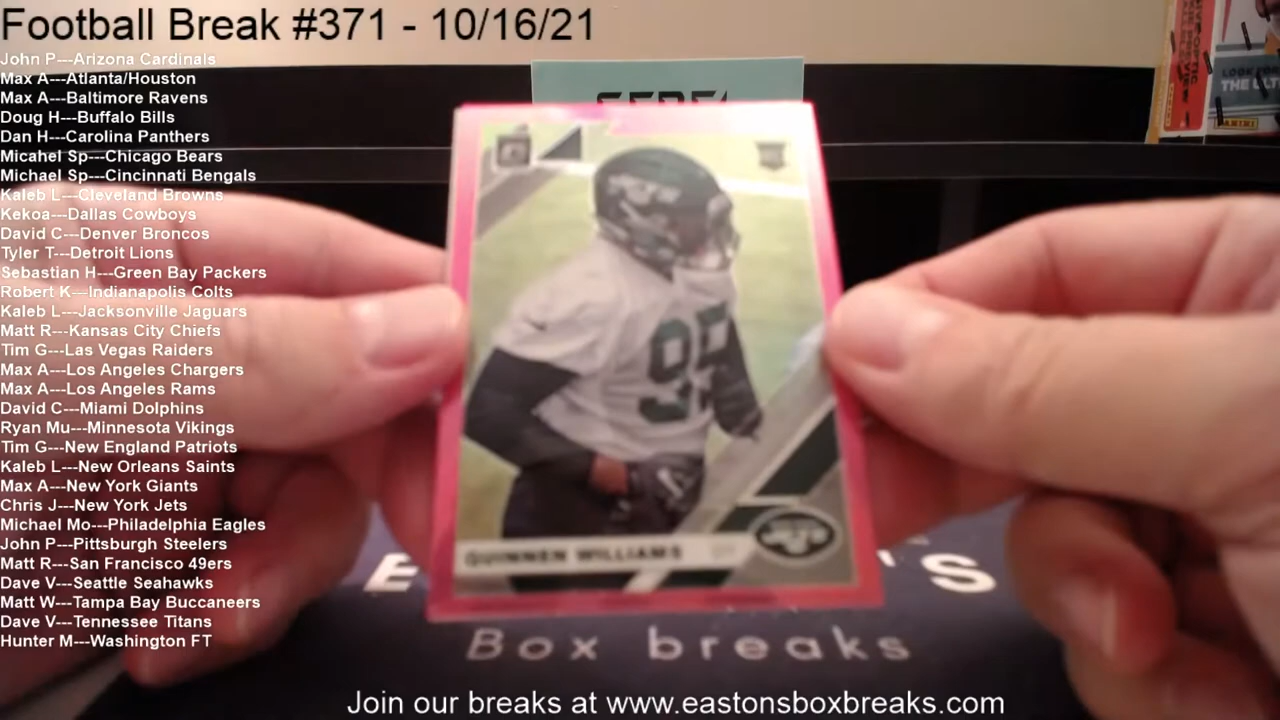 Football Break #371 - 10/16/21
John P---Arizona Cardinals
Max A---Atlanta/Houston
Max A---Baltimore Ravens
Doug H---Buffalo Bills
Dan H---Carolina Panthers
Micahel Sp---Chicago Bears
Michael Sp---Cincinnati Bengals
Kaleb L---Cleveland Browns
Kekoa---Dallas Cowboys
David C---Denver Broncos
Tyler T---Detroit Lions
Sebastian H---Green Bay Packers
Robert K---Indianapolis Colts
Kaleb L---Jacksonville Jaguars
Matt R---Kansas City Chiefs
Tim G---Las Vegas Raiders
Max A---Los Angeles Chargers
Max A---Los Angeles Rams
David C---Miami Dolphins
Ryan Mu---Minnesota Vikings
Tim G---New England Patriots
Kaleb L---New Orleans Saints
Max A---New York Giants
Chris J---New York Jets
Michael Mo---Philadelphia Eagles
John P---Pittsburgh Steelers
Matt R---San Francisco 49ers
Dave V---Seattle Seahawks
Matt W---Tampa Bay Buccaneers
Dave V---Tennessee Titans
Hunter M---Washington FT
PANINI
95
JETS
QUINNEN WILLIAMS
Box breaks
Join our breaks at www.eastonsboxbreaks.com